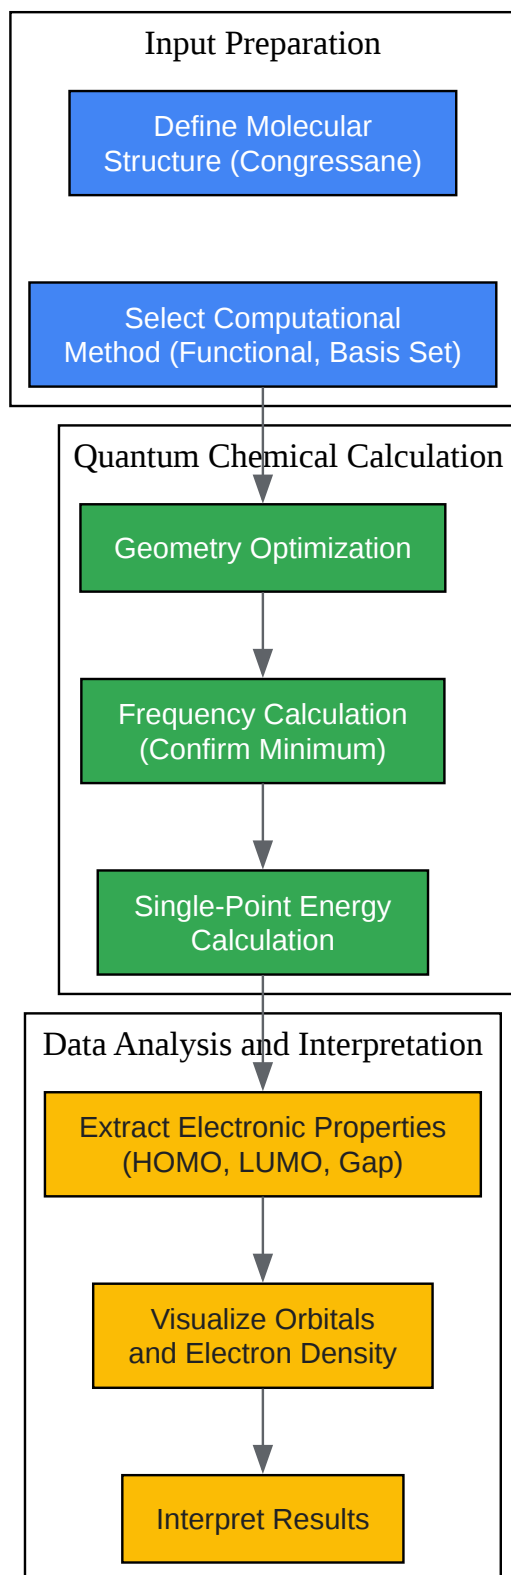 Input Preparation
Define Molecular
Structure (Congressane)
Select Computational
Method (Functional, Basis Set)
Quantum Chemical Calculation
Geometry Optimization
Frequency Calculation
(Confirm Minimum)
Single-Point Energy
Calculation
Data Analysis and Interpretation
Extract Electronic Properties
(HOMO, LUMO, Gap)
Visualize Orbitals
and Electron Density
Interpret Results